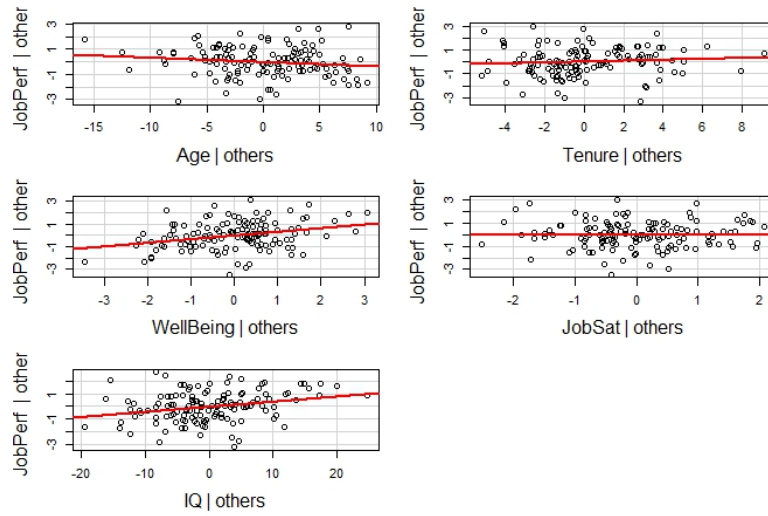 JobPerf | other
3
1
-1
-3
-15 -10 -5 0 5 10
Age | others
JobPerf | other
3
1
-1
-3
-4 -2 0 2 4 6 8
Tenure | others
JobPerf | other
3
1
-1
-3
-3 -2 -1 0 1 2 3
WellBeing | others
JobPerf | other
3
1
-1
-3
-2 -1 0 1 2
JobSat | others
JobPerf | other
1
-1
-3
-20 -10 0 10 20
IQ | others